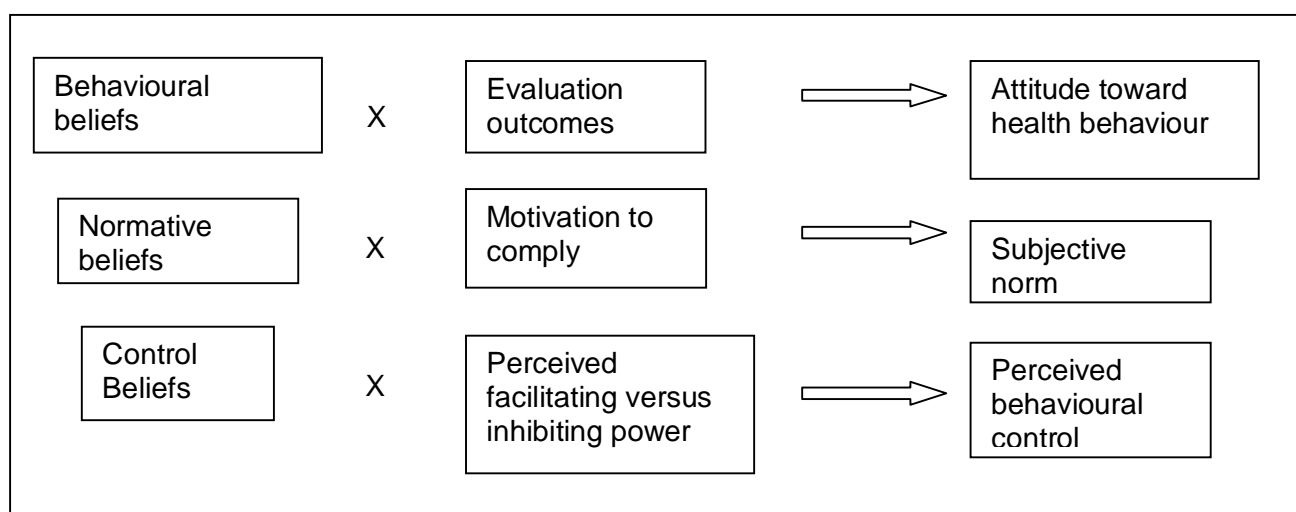 Behavioural
beliefs
X
Evaluation
outcomes
Attitude toward
health behaviour
Normative
beliefs
X
Motivation to
comply
Subjective
norm
Control
Beliefs
X
Perceived
facilitating versus
inhibiting power
Perceived
behavioural
control